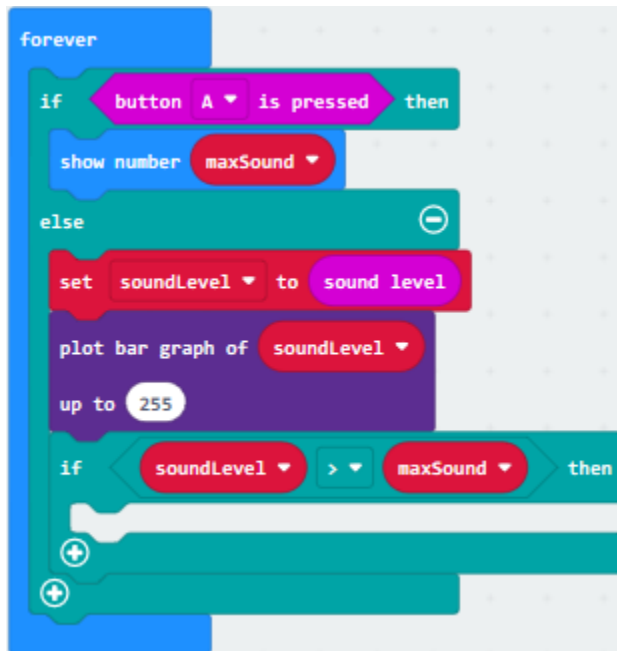 forever
if button A is pressed then
show number maxSound
else
set soundLevel to sound level
plot bar graph of soundLevel
up to 255
if soundLevel > maxSound then